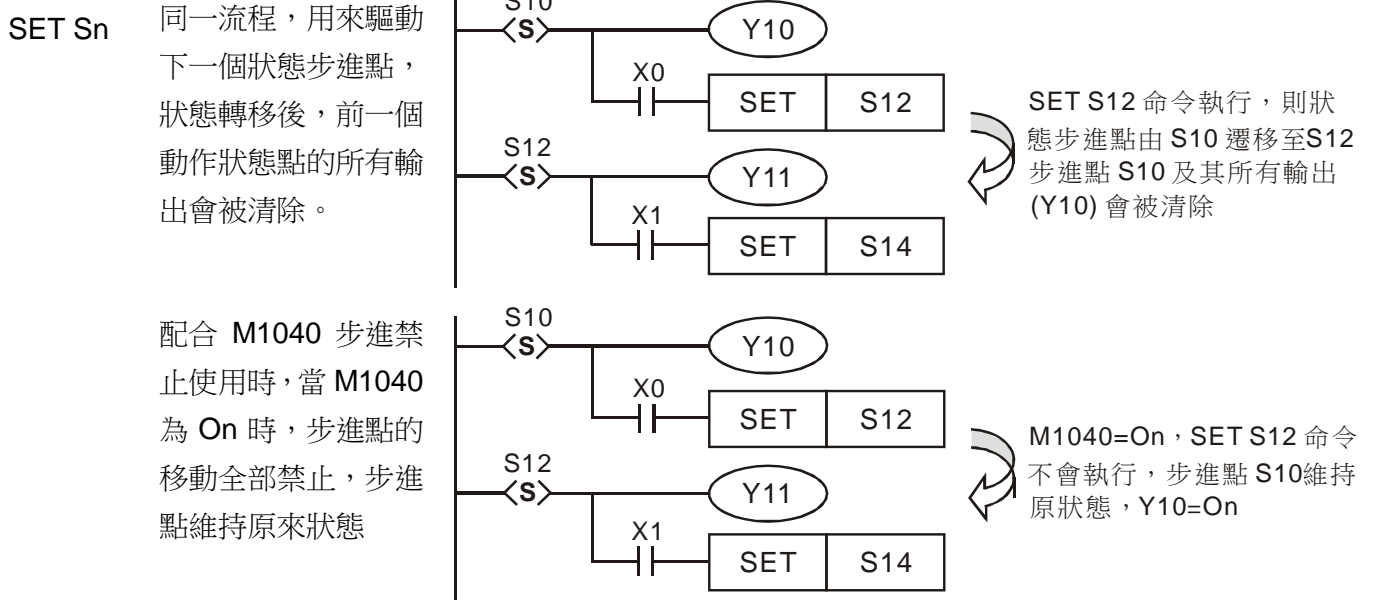 SET Sn
同一流程，用來驅動
下一個狀態步進點，
狀態轉移後，前一個
動作狀態點的所有輸
出會被清除。
S10
S
Y10
X0
SET S12
S12
S
Y11
X1
SET S14
SET S12 命令執行，則狀
態步進點由 S10 遷移至S12
步進點 S10 及其所有輸出
(Y10) 會被清除
配合 M1040 步進禁
止使用時，當 M1040
為 On 時，步進點的
移動全部禁止，步進
點維持原來狀態
S10
S
Y10
X0
SET S12
S12
S
Y11
X1
SET S14
M1040=On，SET S12 命令
不會執行，步進點 S10維持
原狀態，Y10=On